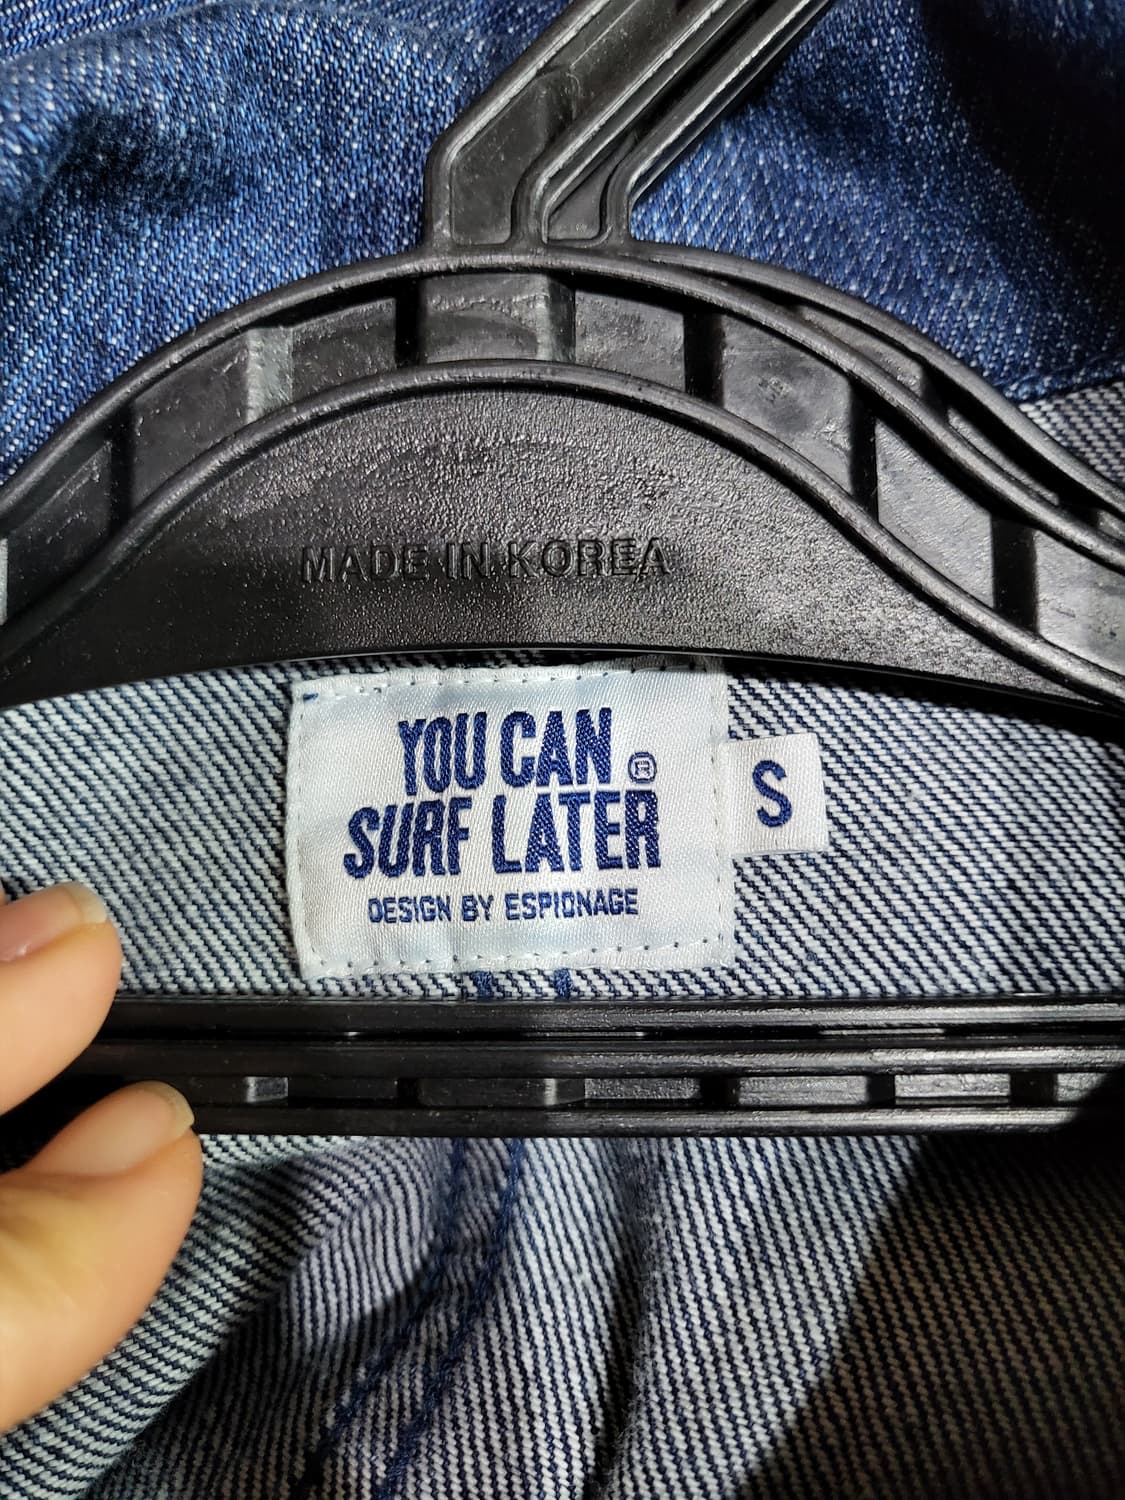 MADE IN KOREA
YOU CAN
SURF LATER ®
DESIGN BY ESPIONAGE
S